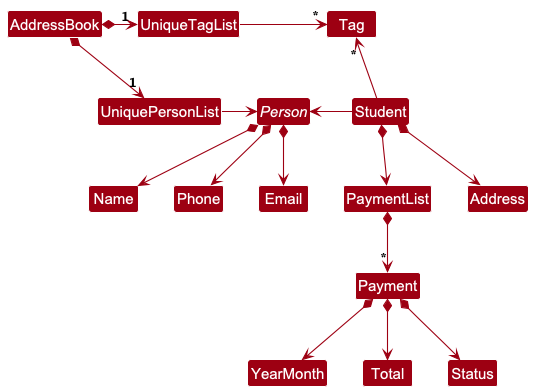 AddressBook
1
UniqueTagList
*
Tag
1
*
UniquePersonList
Person
Student
Name
Phone
Email
PaymentList
Address
*
Payment
YearMonth
Total
Status